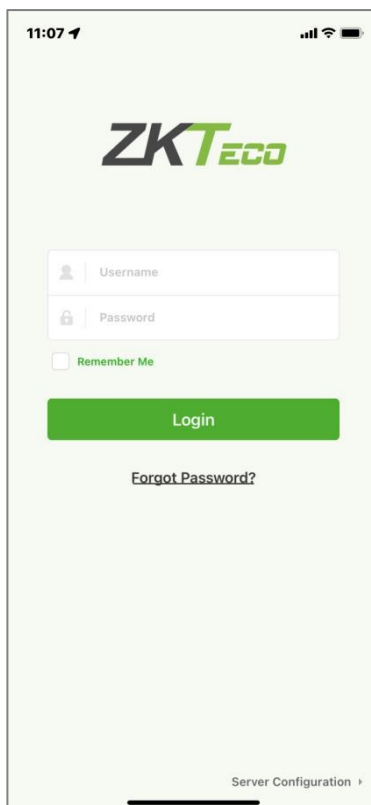 11:07
ZKTECO
Username
Password
Remember Me
Login
Forgot Password?
Server Configuration